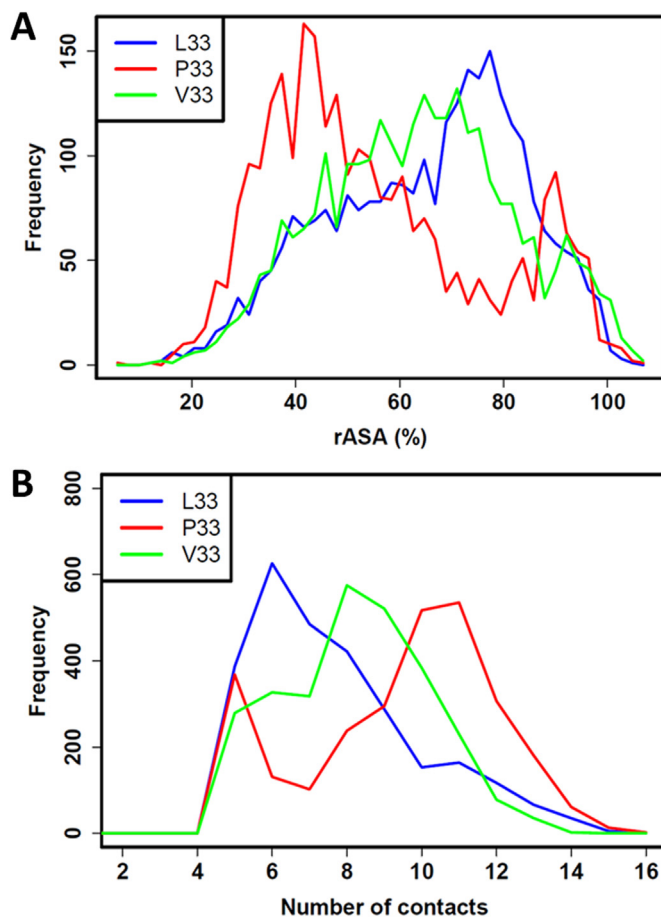 A
L33
P33
V33
Frequency
0
50
100
150
20 40 60 80 100
rASA (%)
B
L33
P33
V33
Frequency
0
200
400
600
800
2 4 6 8 10 12 14 16
Number of contacts